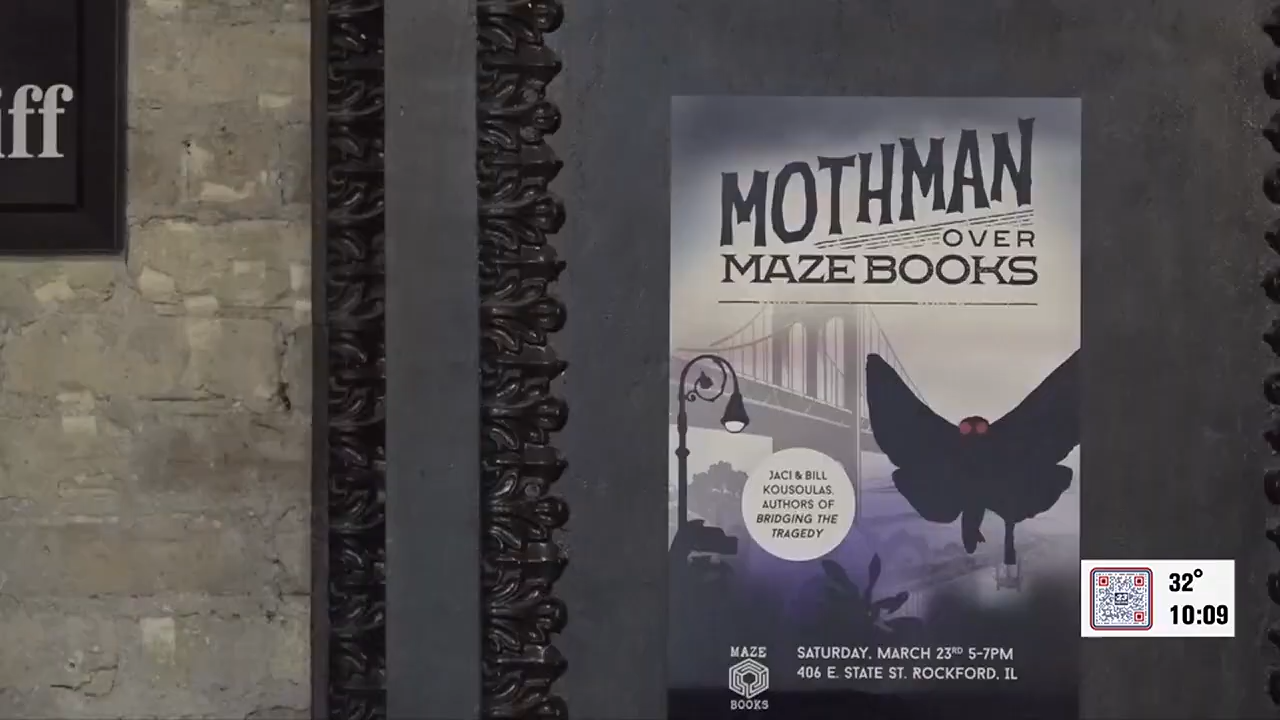 iff
MOTHMAN
OVER
MAZE BOOKS
JACI & BILL
KOUSOULAS,
AUTHORS OF
BRIDGING THE
TRAGEDY
MAZE
BOOKS
SATURDAY, MARCH 23RD 5-7PM
406 E. STATE ST. ROCKFORD, IL
32°
10:09